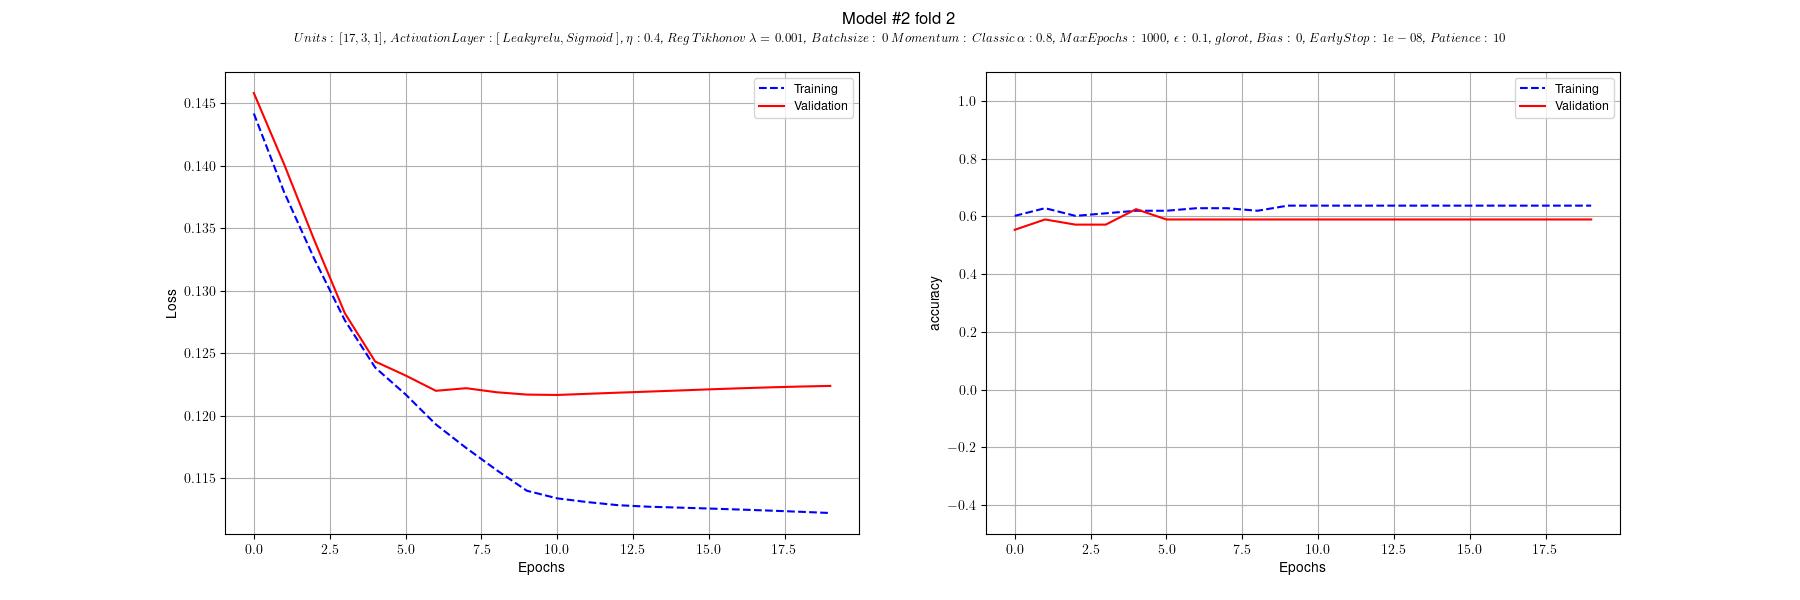 Model #2 fold 2
Units : [17, 3, 1], ActivationLayer : [ Leakyrelu, Sigmoid ], η : 0.4, Reg Tikhonov λ = 0.001, Batchsize : 0 Momentum : Classic α : 0.8, MaxEpochs : 1000, ϵ : 0.1, glorot, Bias : 0, EarlyStop : 1e − 08, Patience : 10
Training
Validation
0.145
0.140
0.135
0.130
0.125
0.120
0.115
Loss
0.0 2.5 5.0 7.5 10.0 12.5 15.0 17.5
Epochs
Training
Validation
1.0
0.8
0.6
0.4
0.2
0.0
−0.2
−0.4
accuracy
0.0 2.5 5.0 7.5 10.0 12.5 15.0 17.5
Epochs